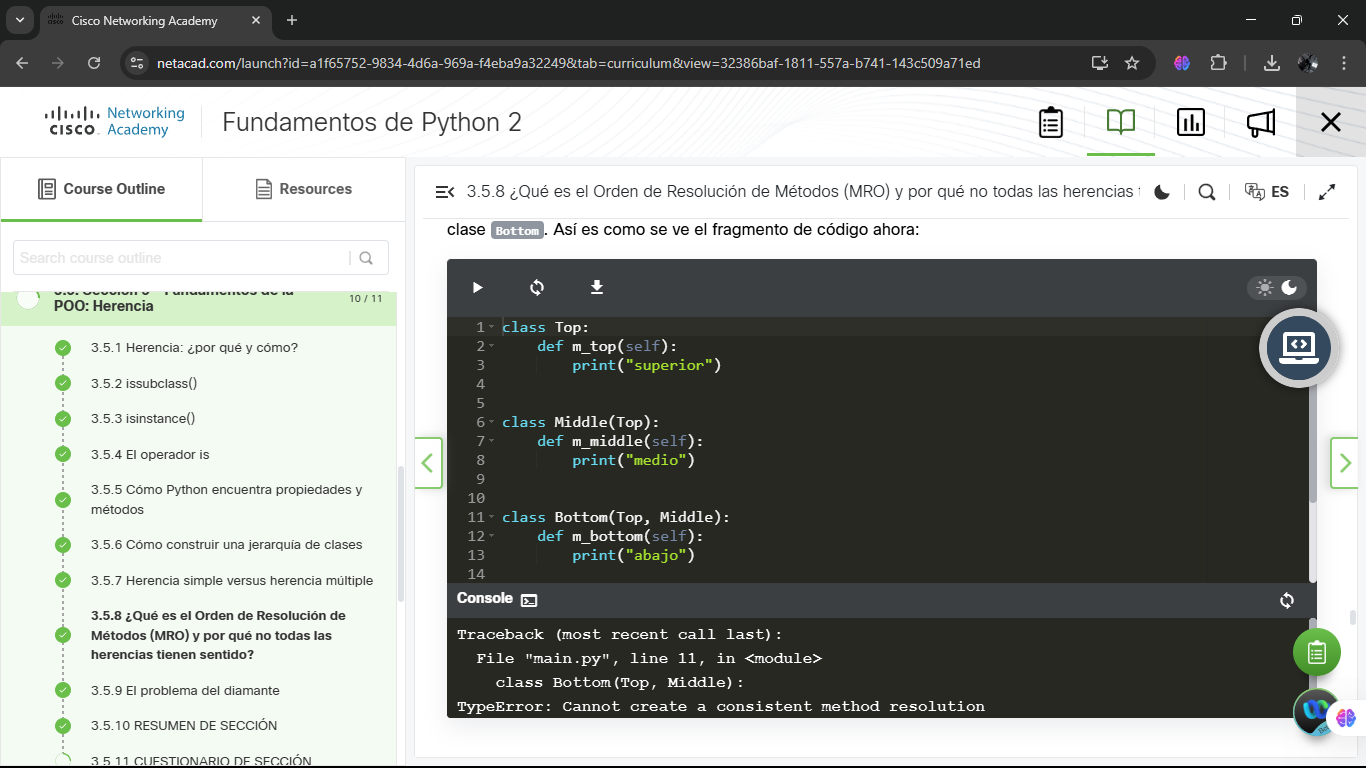 Cisco Networking Academy
netacad.com/launch?id=a1f65752-9834-4d6a-969a-f4eba9a32249&tab=curriculum&view=32386baf-1811-557a-b741-143c509a71ed
Networking
CISCO Academy
Fundamentos de Python 2
Course Outline
Resources
Search course outline
POO: Herencia
10 / 11
3.5.1 Herencia: ¿por qué y cómo?
3.5.2 issubclass()
3.5.3 isinstance()
3.5.4 El operador is
3.5.5 Cómo Python encuentra propiedades y
métodos
3.5.6 Cómo construir una jerarquía de clases
3.5.7 Herencia simple versus herencia múltiple
3.5.8 ¿Qué es el Orden de Resolución de
Métodos (MRO) y por qué no todas las
herencias tienen sentido?
3.5.9 El problema del diamante
3.5.10 RESUMEN DE SECCIÓN
3.5.11 CUESTIONARIO DE SECCIÓN
3.5.8 ¿Qué es el Orden de Resolución de Métodos (MRO) y por qué no todas las herencias
ES
clase Bottom. Así es como se ve el fragmento de código ahora:
1 class Top:
2     def m_top(self):
3         print("superior")
4
5
6 class Middle(Top):
7     def m_middle(self):
8         print("medio")
9
10
11 class Bottom(Top, Middle):
12     def m_bottom(self):
13         print("abajo")
14
Console
Traceback (most recent call last):
  File "main.py", line 11, in <module>
    class Bottom(Top, Middle):
TypeError: Cannot create a consistent method resolution